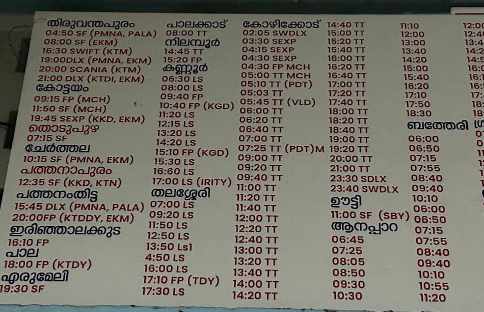 തിരുവന്തപുരം
04:50 SF (PMNA, PALA)
08:00 SF (EKM)
16:30 SWIFT (KTM)
19:00DLX (PMNA, EKM)
20:00 SCANIA (KTM)
21:00 DLX (KTDI, EKM)
കോട്ടയം
09:15 FP (MCH)
11:50 SF (MCH)
19:45 SEXP (KKD, EKM)
തൊടുപുഴ
07:15 SF
ചേർത്തല
10:15 SF (PMNA, EKM)
പത്തനാപുരം
12:35 SF (KKD, KTN)
പത്തനംതിട്ട
15:45 DLX (PMNA, PALA)
20:00FP (KTDDY, EKM)
ഇരിഞ്ഞാലക്കുട
16:10 FP
പാല
18:00 FP (KTDY)
എരുമേലി
19:30 SF
പാലക്കാട്
08:00 TT
നിലമ്പൂർ
14:45 TT
15:20 FP
കണ്ണൂർ
06:30 LS
08:00 LS
09:40 FP
10:40 FP (KGD)
11:20 LS
12:15 LS
13:20 LS
14:20 LS
15:10 FP (KGD)
15:30 LS
16:60 LS
17:00 LS (IRITY)
തലശ്ശേരി
07:00 LS
09:20 LS
11:50 LS
12:50 LS
13:50 LS1
4:50 LS
16:00 LS
17:10 FP (TDY)
17:30 LS
കോഴിക്കോട്
02:05 SWDLX
03:30 SEXP
04:15 SEXP
04:30 SEXP
04:30 FP MCH
05:00 TT MCH
05:10 TT (PDT)
05:03 TT
05:45 TT (VLD)
06:00 TT
06:20 TT
06:40 TT
07:00 TT
07:25 TT (PDT)M
09:00 TT
09:20 TT
09:40 TT
11:00 TT
11:20 TT
11:40 TT
12:00 TT
12:20 TT
12:40 TT
13:00 TT
13:20 TT
13:40 TT
14:00 TT
14:20 TT
14:40 TT
15:00 TT
15:20 TT
15:40 TT
16:00 TT
16:20 TT
16:40 TT
17:00 TT
17:20 TT
17:40 TT
18:00 TT
18:20 TT
18:40 TT
19:00 TT
19:20 TT
20:00 TT
21:00 TT
23:30 SDLX
23:40 SWDLX
ഊട്ടി
11:00 SF (SBY)
ആനപ്പാറ
06:45
07:25
08:05
08:50
09:30
10:30
11:10
12:00
13:00
13:40
14:20
15:00
15:40
16:20
17:10
17:50
18:30
ബത്തേരി
06:00
06:50
07:15
07:55
08:40
09:40
10:10
06:00
06:50
07:15
07:55
08:40
09:40
10:10
10:55
11:20